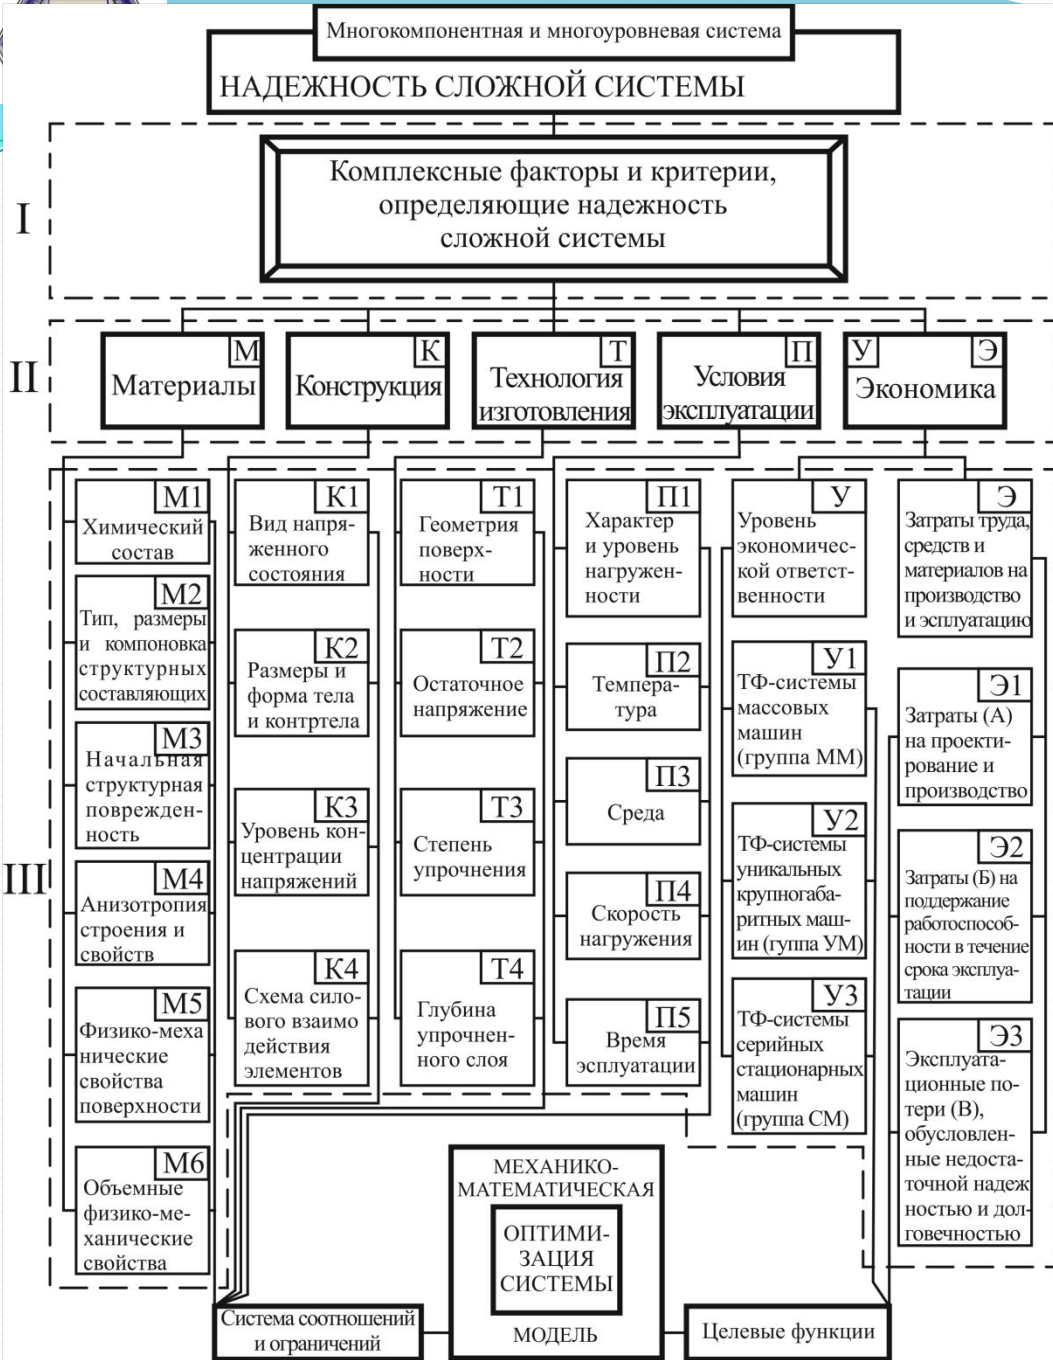 Многокомпонентная и многоуровневая система
НАДЕЖНОСТЬ СЛОЖНОЙ СИСТЕМЫ
I
Комплексные факторы и критерии,
определяющие надежность
сложной системы
II
М
Материалы
К
Конструкция
Т
Технология
изготовления
П
Условия
эксплуатации
У
Э
Экономика
III
М1
Химический
состав
М2
Тип, размеры
и компоновка
структурных
составляющих
М3
Начальная
структурная
поврежден-
ность
М4
Анизотропия
строения и
свойств
М5
Физико-меха
нические
свойства
поверхности
М6
Объемные
физико-ме-
ханические
свойства
К1
Вид напря-
женного
состояния
К2
Размеры и
форма тела
и контртела
К3
Уровень кон-
центрации
напряжений
К4
Схема сило-
вого взаимо
действия
элементов
Т1
Геометрия
поверх-
ности
Т2
Остаточное
напряжение
Т3
Степень
упрочнения
Т4
Глубина
упрочнен-
ного слоя
П1
Характер
и уровень
нагружен-
ности
П2
Темпера-
тура
П3
Среда
П4
Скорость
нагружения
П5
Время
эсплуатации
У
Уровень
экономичес-
кой ответст-
венности
У1
ТФ-системы
массовых
машин
(группа ММ)
У2
ТФ-системы
уникальных
крупногаба-
ритных маш-
ин (гуппа УМ)
У3
ТФ-системы
серийных
стационарных
машин
(группа СМ)
Э
Затраты труда,
средств и
материалов на
производство
и эсплуатацию
Э1
Затраты (А)
на проекти-
рование и
производство
Э2
Затраты (Б) на
поддержание
работоспособ-
ности в течение
срока эксплуа-
тации
Э3
Эксплуата-
ционные по-
тери (В),
обусловлен-
ные недоста-
точной надеж
ностью и дол-
говечностью
МЕХАНИКО-
МАТЕМАТИЧЕСКАЯ
ОПТИМИ-
ЗАЦИЯ
СИСТЕМЫ
МОДЕЛЬ
Система соотношений
и ограничений
Целевые функции